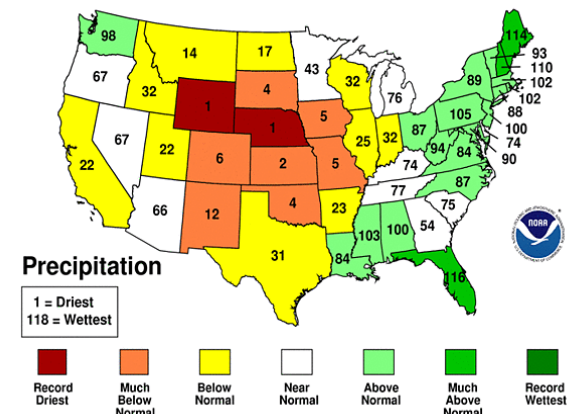 114
98
14
17
43
93
110
102
102
67
32
4
32
76
89
88
1
5
105
100
1
87
74
67
25
32
94
84
90
22
22
6
2
5
74
87
77
66
12
4
23
75
54
103
100
31
84
116
NOAA
Precipitation
1 = Driest
118 = Wettest
Record
Driest
Much
Below
Normal
Below
Normal
Near
Normal
Above
Normal
Much
Above
Normal
Record
Wettest